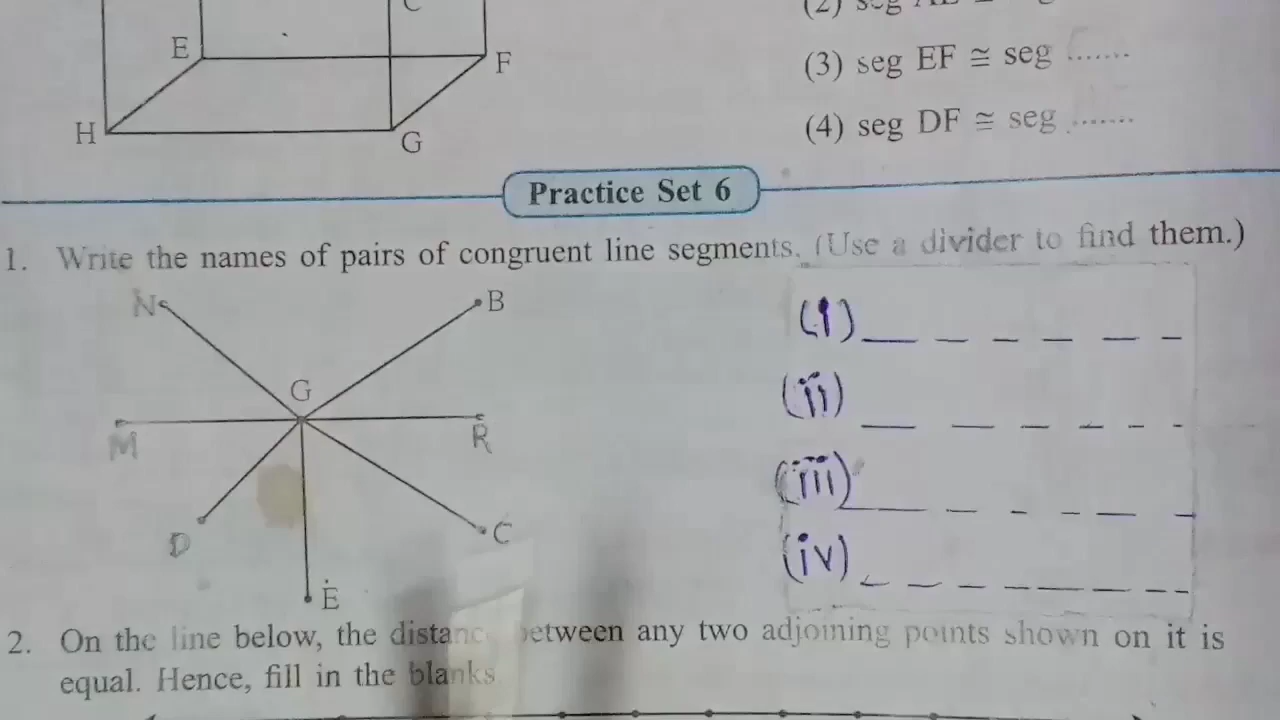 C
E
F
H
G
(3) seg EF ≅ seg .......
(4) seg DF ≅ seg .......
Practice Set 6
1. Write the names of pairs of congruent line segments. (Use a divider to find them.)
N
B
G
M
R
D
C
E
(i)
(ii)
(iii)
(iv)
2. On the line below, the distance between any two adjoining points shown on it is
equal. Hence, fill in the blanks.